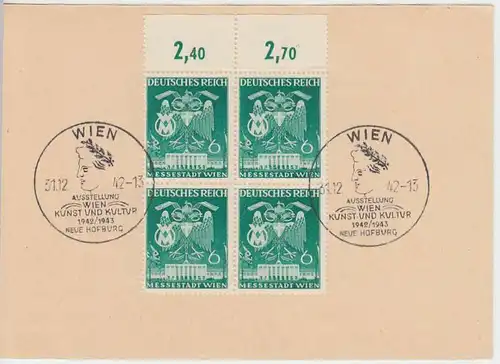 2,40 2,70
DEUTSCHES REICH DEUTSCHES REICH
M 6 M 6
MESSESTADT WIEN MESSESTADT WIEN
DEUTSCHES REICH DEUTSCHES REICH
M 6 M 6
MESSESTADT WIEN MESSESTADT WIEN
WIEN
31.12 42-13
AUSSTELLUNG
WIEN
KUNST UND KULTUR
1942/1943
NEUE HOFBURG
WIEN
31.12 42-13
AUSSTELLUNG
WIEN
KUNST UND KULTUR
1942/1943
NEUE HOFBURG